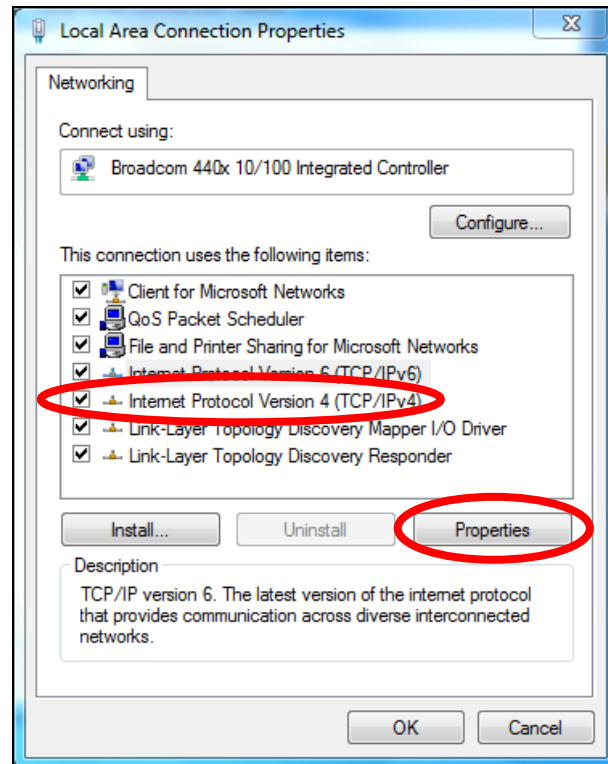 Local Area Connection Properties
Networking
Connect using:
Broadcom 440x 10/100 Integrated Controller
Configure...
This connection uses the following items:
Client for Microsoft Networks
QoS Packet Scheduler
File and Printer Sharing for Microsoft Networks
Internet Protocol Version 6 (TCP/IPv6)
Internet Protocol Version 4 (TCP/IPv4)
Link-Layer Topology Discovery Mapper I/O Driver
Link-Layer Topology Discovery Responder
Install... Uninstall Properties
Description
TCP/IP version 6. The latest version of the internet protocol
that provides communication across diverse interconnected
networks.
OK Cancel